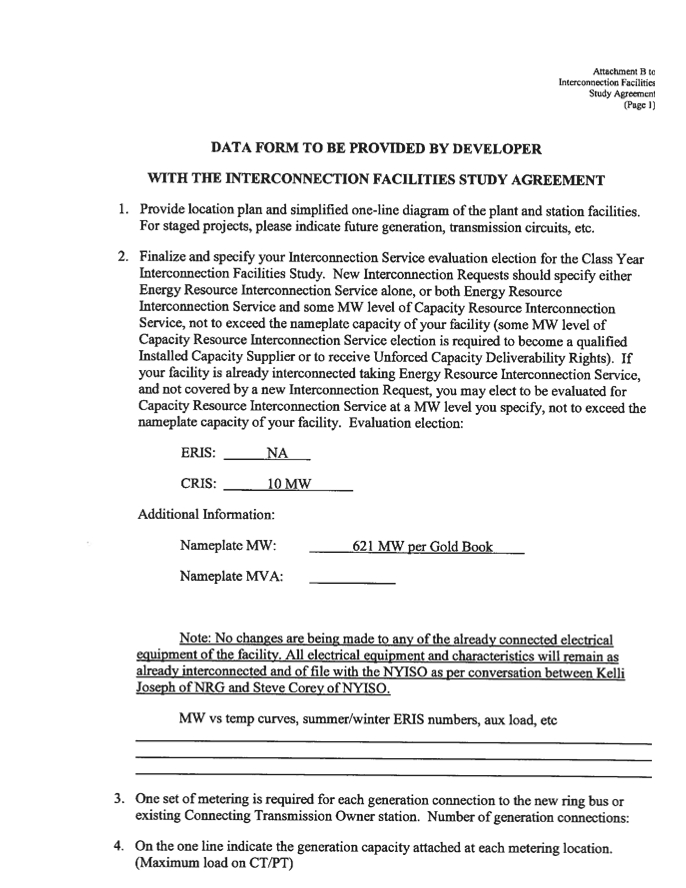 Attachment B to
Interconnection Facilities
Study Agreement
(Page 1)
DATA FORM TO BE PROVIDED BY DEVELOPER
WITH THE INTERCONNECTION FACILITIES STUDY AGREEMENT
1. Provide location plan and simplified one-line diagram of the plant and station facilities.
For staged projects, please indicate future generation, transmission circuits, etc.
2. Finalize and specify your Interconnection Service evaluation election for the Class Year
Interconnection Facilities Study. New Interconnection Requests should specify either
Energy Resource Interconnection Service alone, or both Energy Resource
Interconnection Service and some MW level of Capacity Resource Interconnection
Service, not to exceed the nameplate capacity of your facility (some MW level of
Capacity Resource Interconnection Service election is required to become a qualified
Installed Capacity Supplier or to receive Unforced Capacity Deliverability Rights). If
your facility is already interconnected taking Energy Resource Interconnection Service,
and not covered by a new Interconnection Request, you may elect to be evaluated for
Capacity Resource Interconnection Service at a MW level you specify, not to exceed the
nameplate capacity of your facility. Evaluation election:
ERIS: NA
CRIS: 10 MW
Additional Information:
Nameplate MW: 621 MW per Gold Book
Nameplate MVA:
Note: No changes are being made to any of the already connected electrical
equipment of the facility. All electrical equipment and characteristics will remain as
already interconnected and of file with the NYISO as per conversation between Kelli
Joseph of NRG and Steve Corey of NYISO.
MW vs temp curves, summer/winter ERIS numbers, aux load, etc
3. One set of metering is required for each generation connection to the new ring bus or
existing Connecting Transmission Owner station. Number of generation connections:
4. On the one line indicate the generation capacity attached at each metering location.
(Maximum load on CT/PT)